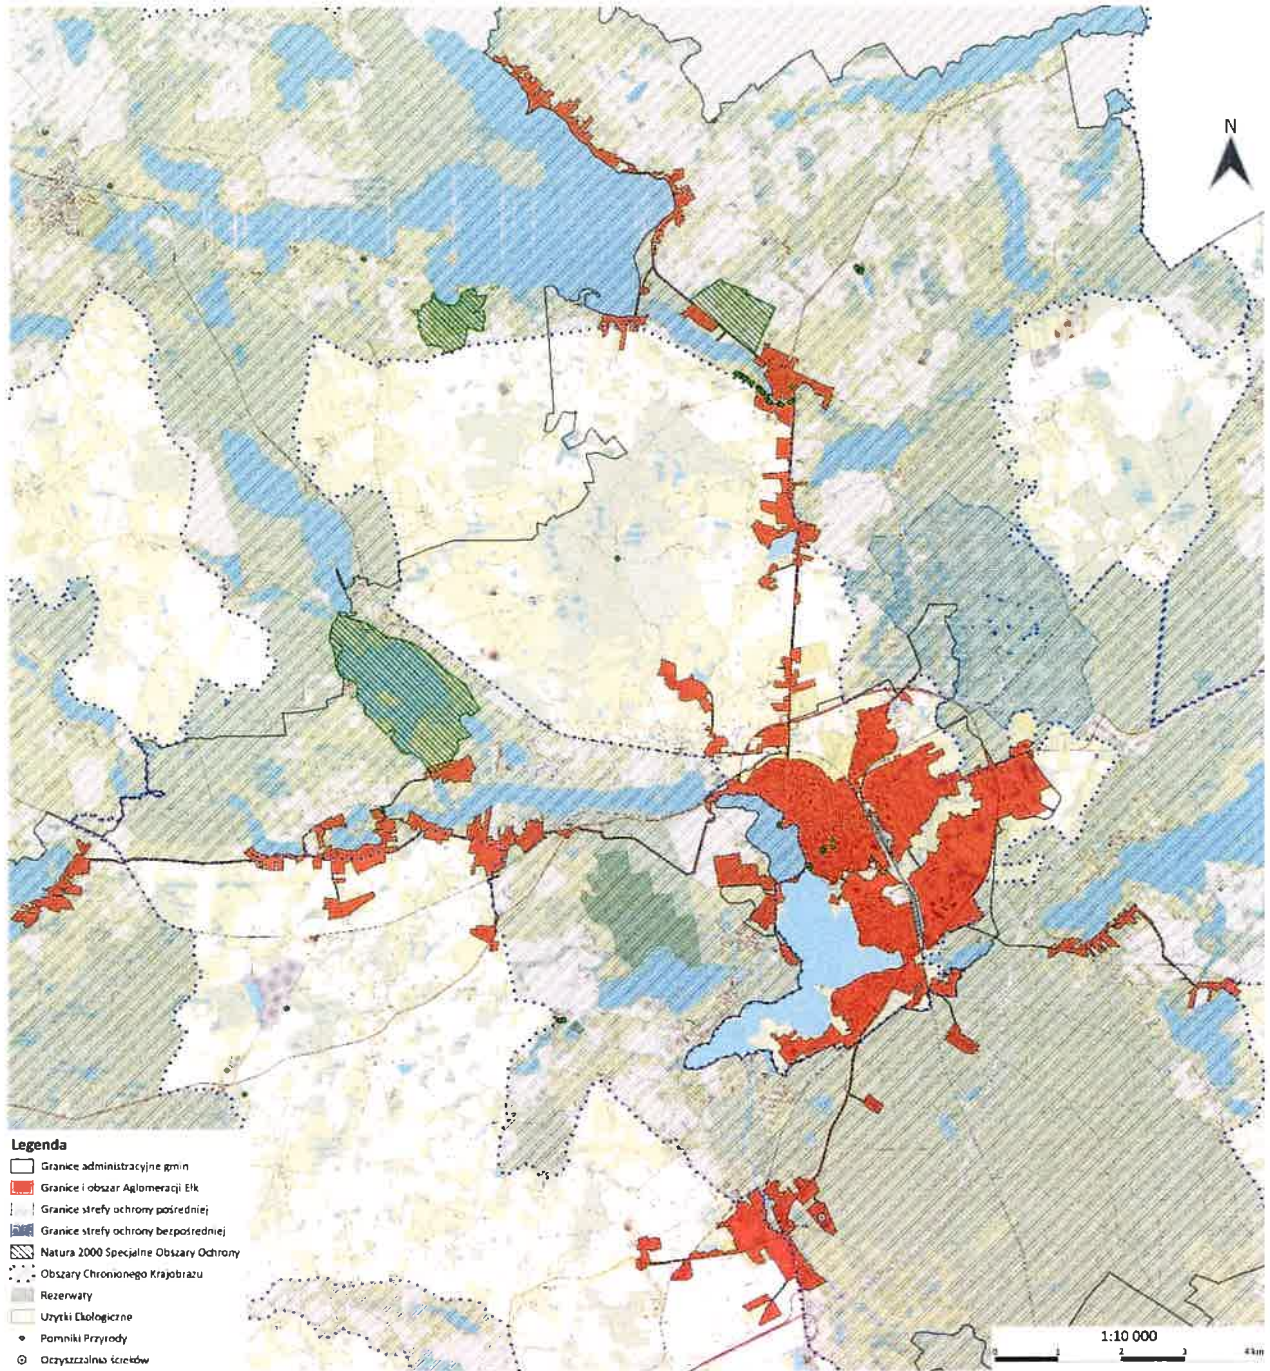 N
Legenda
Granice administracyjne gmin
Granice i obszar Aglomeracji Ełk
Granice strefy ochrony pośredniej
Granice strefy ochrony bezpośredniej
Natura 2000 Specjalne Obszary Ochrony
Obszary Chronionego Krajobrazu
Rezerwaty
Użytki Ekologiczne
Pomniki Przyrody
Oczyszczalnia ścieków
1:10 000
0 1 2 3 4 km